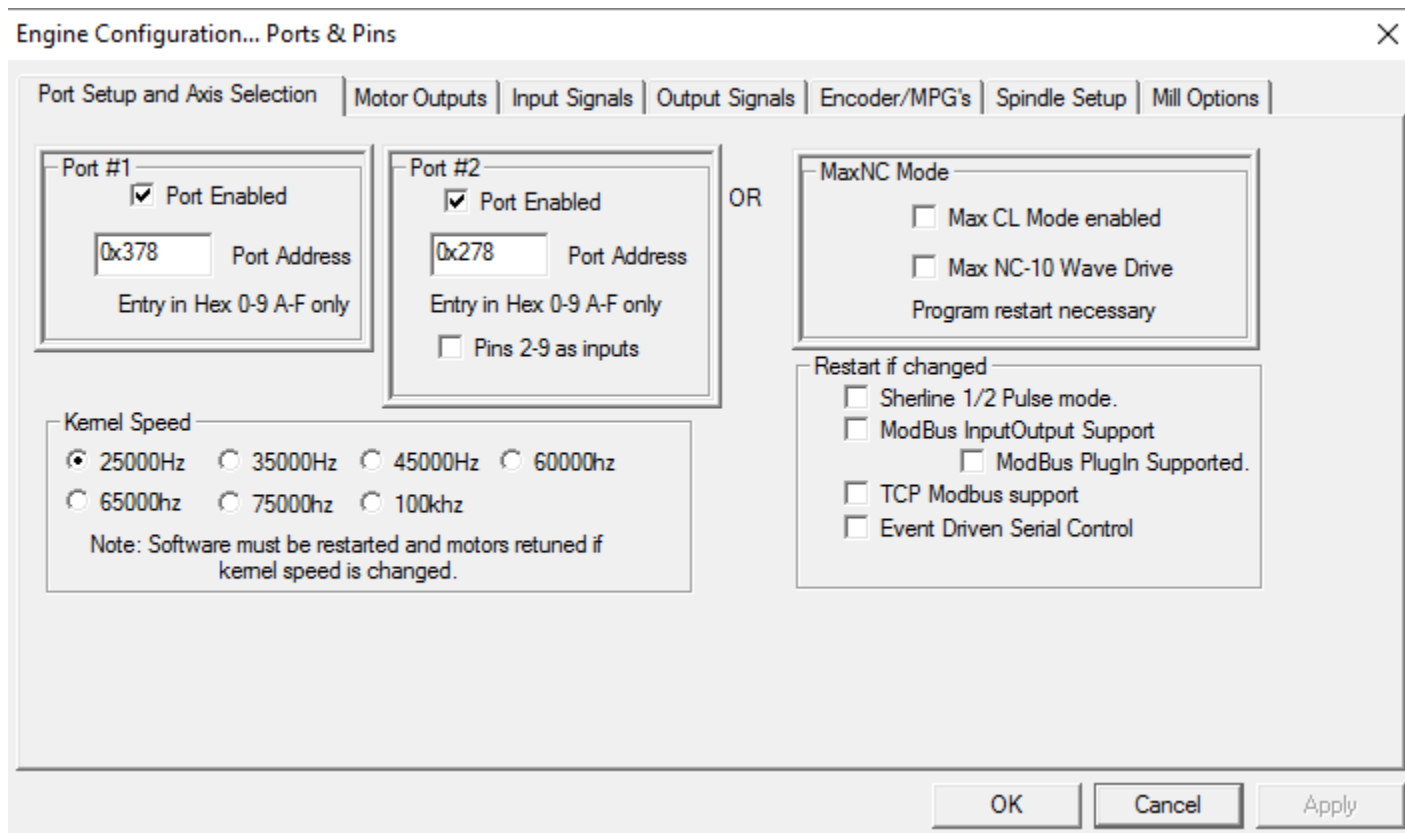 Engine Configuration... Ports & Pins
Port Setup and Axis Selection
Motor Outputs
Input Signals
Output Signals
Encoder/MPG's
Spindle Setup
Mill Options
Port #1
Port Enabled
0x378 Port Address
Entry in Hex 0-9 A-F only
Port #2
Port Enabled
0x278 Port Address
Entry in Hex 0-9 A-F only
Pins 2-9 as inputs
OR
MaxNC Mode
Max CL Mode enabled
Max NC-10 Wave Drive
Program restart necessary
Kernel Speed
25000Hz 35000Hz 45000Hz 60000hz
65000hz 75000hz 100khz
Note: Software must be restarted and motors retuned if
kernel speed is changed.
Restart if changed
Sherline 1/2 Pulse mode.
ModBus InputOutput Support
ModBus PlugIn Supported.
TCP Modbus support
Event Driven Serial Control
OK
Cancel
Apply